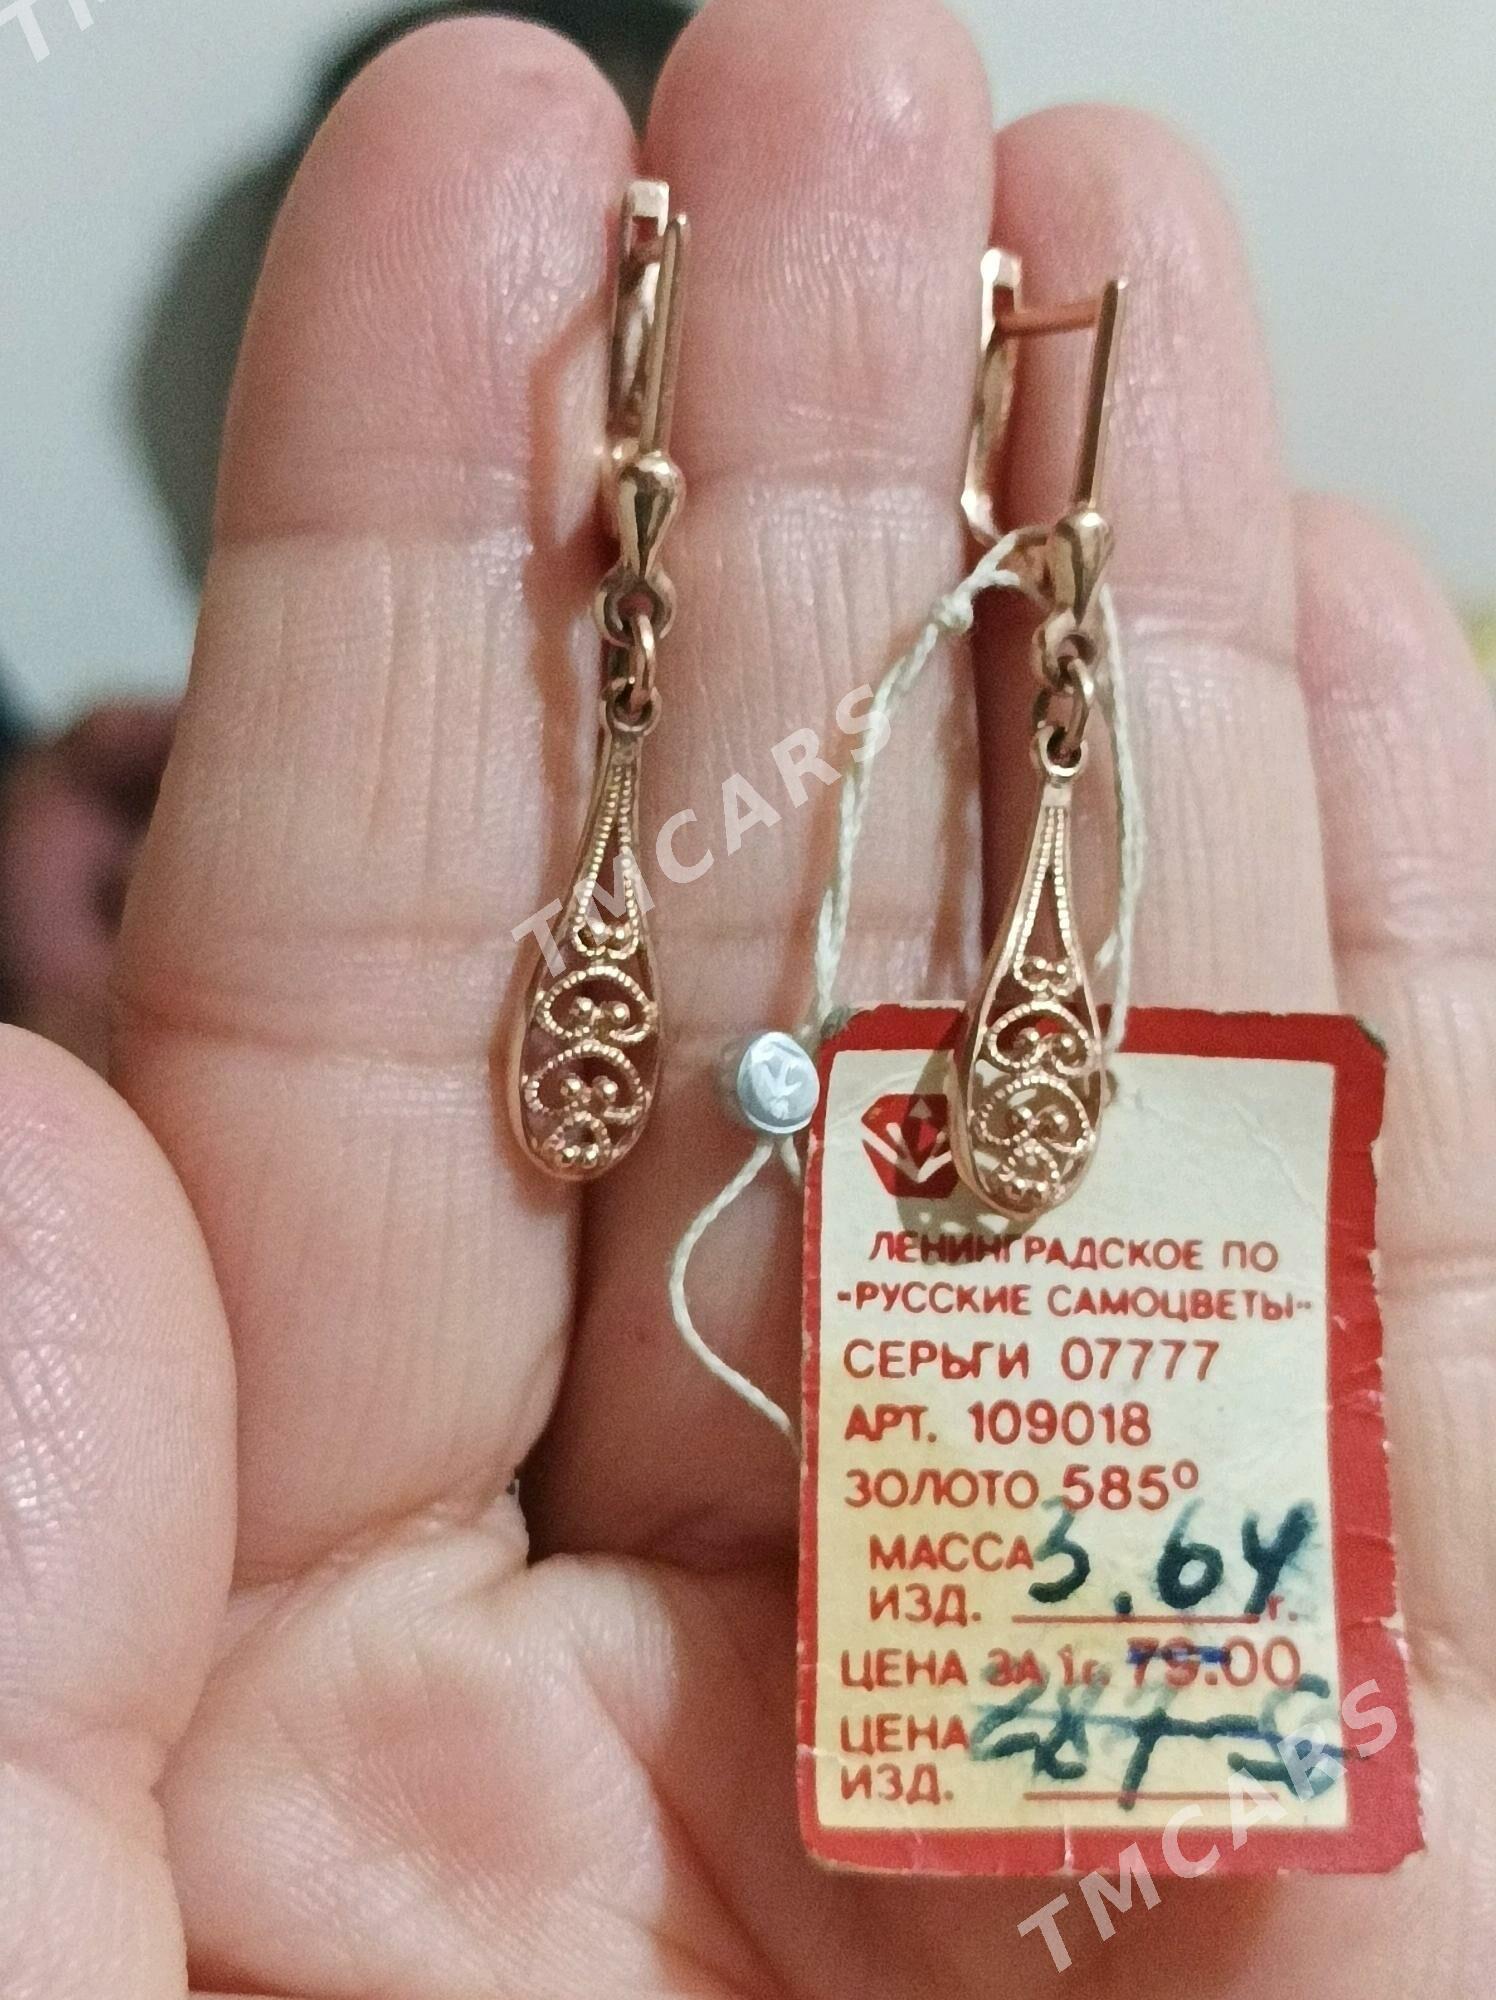 TMCARS
ЛЕНИНГРАДСКОЕ ПО
"РУССКИЕ САМОЦВЕТЫ"
СЕРЬГИ 07777
АРТ. 109018
ЗОЛОТО 585°
МАССА 3.64
ИЗД. г.
ЦЕНА ЗА 1г. 79.00
ЦЕНА
ИЗД.
TMCARS